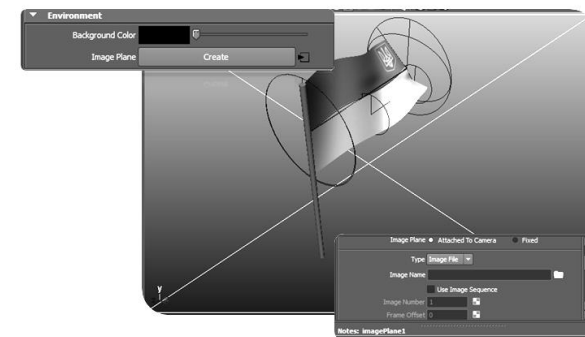 Environment
Background Color
Image Plane Create
Image Plane Attached To Camera Fixed
Type Image File
Image Name
Use Image Sequence
Image Number 1
Frame Offset 0
Notes: imagePlane1
y